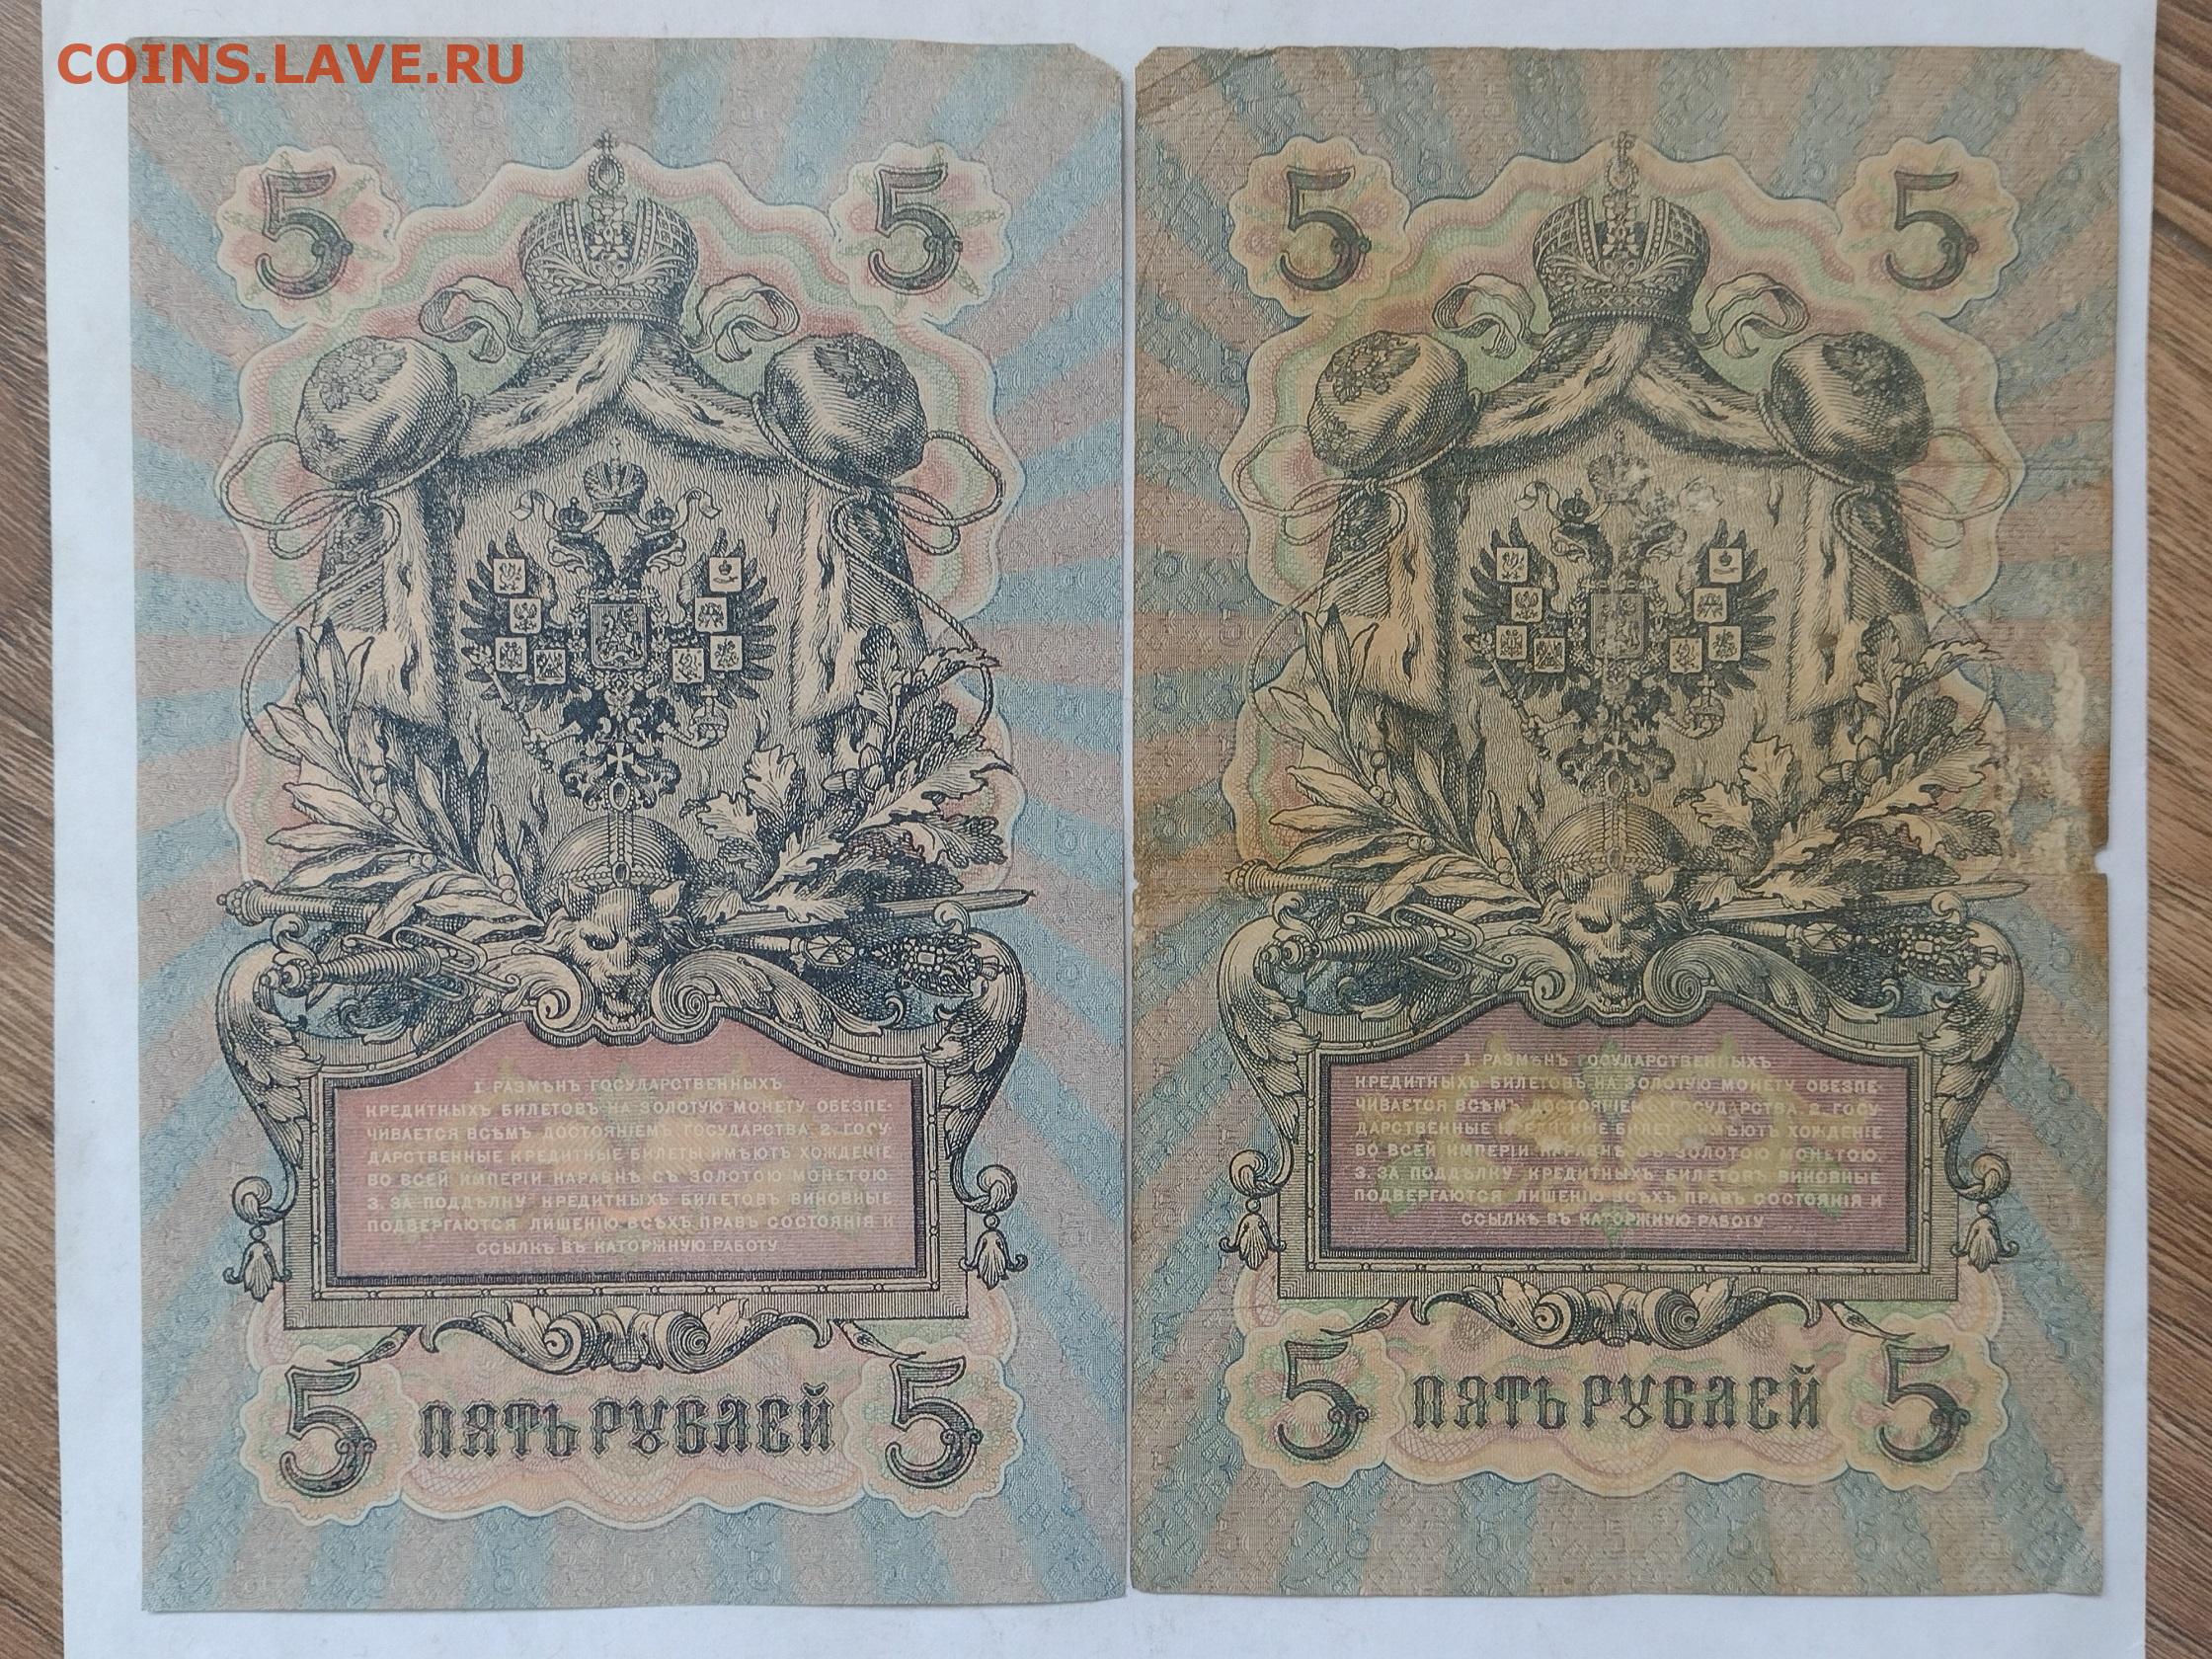 COINS.LAVE.RU
5 5
1. РАЗМѢНЪ ГОСУДАРСТВЕННЫХЪ
КРЕДИТНЫХЪ БИЛЕТОВЪ НА ЗОЛОТУЮ МОНЕТУ ОБЕЗПЕ-
ЧИВАЕТСЯ ВСѢМЪ ДОСТОЯНІЕМЪ ГОСУДАРСТВА. 2. ГОСУ-
ДАРСТВЕННЫЕ КРЕДИТНЫЕ БИЛЕТЫ ИМѢЮТЪ ХОЖДЕНІЕ
ВО ВСЕЙ ИМПЕРІИ НАРАВНѢ СЪ ЗОЛОТОЮ МОНЕТОЮ.
3. ЗА ПОДДѢЛКУ КРЕДИТНЫХЪ БИЛЕТОВЪ ВИНОВНЫЕ
ПОДВЕРГАЮТСЯ ЛИШЕНІЮ ВСѢХЪ ПРАВЪ СОСТОЯНІЯ И
ССЫЛКѢ ВЪ КАТОРЖНУЮ РАБОТУ
5 ПЯТЬ РУБЛЕЙ 5
5 5
1. РАЗМѢНЪ ГОСУДАРСТВЕННЫХЪ
КРЕДИТНЫХЪ БИЛЕТОВЪ НА ЗОЛОТУЮ МОНЕТУ ОБЕЗПЕ-
ЧИВАЕТСЯ ВСѢМЪ ДОСТОЯНІЕМЪ ГОСУДАРСТВА. 2. ГОСУ-
ДАРСТВЕННЫЕ КРЕДИТНЫЕ БИЛЕТЫ ИМѢЮТЪ ХОЖДЕНІЕ
ВО ВСЕЙ ИМПЕРІИ НАРАВНѢ СЪ ЗОЛОТОЮ МОНЕТОЮ.
3. ЗА ПОДДѢЛКУ КРЕДИТНЫХЪ БИЛЕТОВЪ ВИНОВНЫЕ
ПОДВЕРГАЮТСЯ ЛИШЕНІЮ ВСѢХЪ ПРАВЪ СОСТОЯНІЯ И
ССЫЛКѢ ВЪ КАТОРЖНУЮ РАБОТУ
5 ПЯТЬ РУБЛЕЙ 5